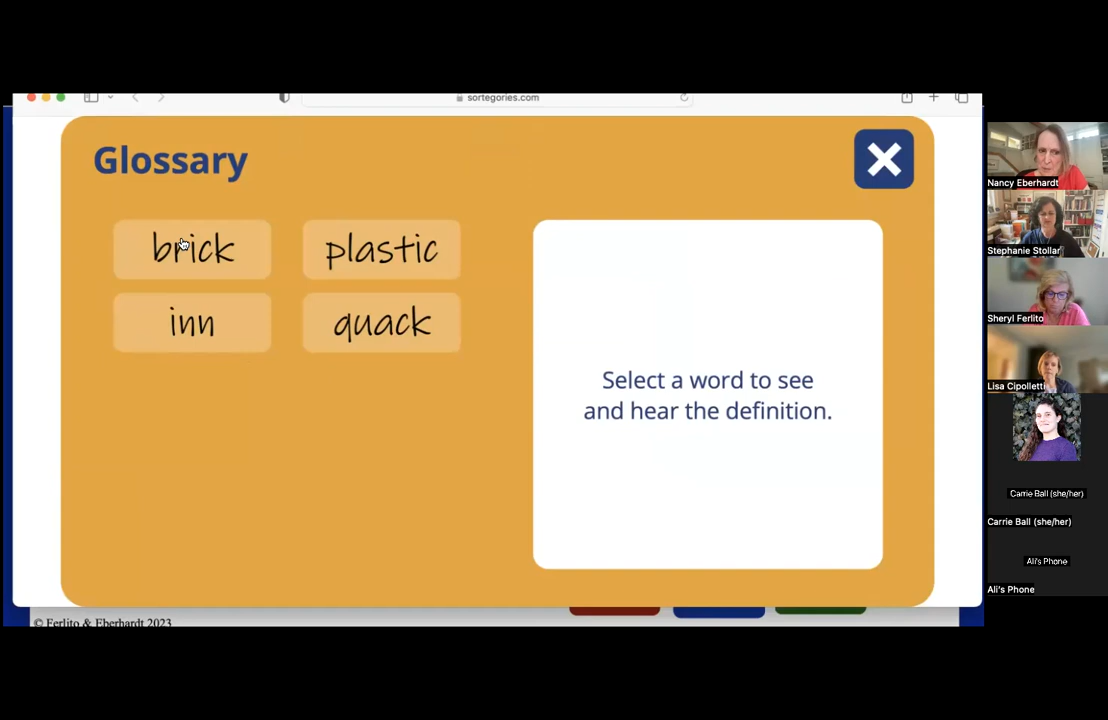 sortegories.com
Glossary
brick
plastic
inn
quack
Select a word to see
and hear the definition.
© Ferlito & Eberhardt 2023
Nancy Eberhardt
Stephanie Stollar
Sheryl Ferlito
Lisa Cipolletti
Carrie Ball (she/her)
Carrie Ball (she/her)
Ali's Phone
Ali's Phone